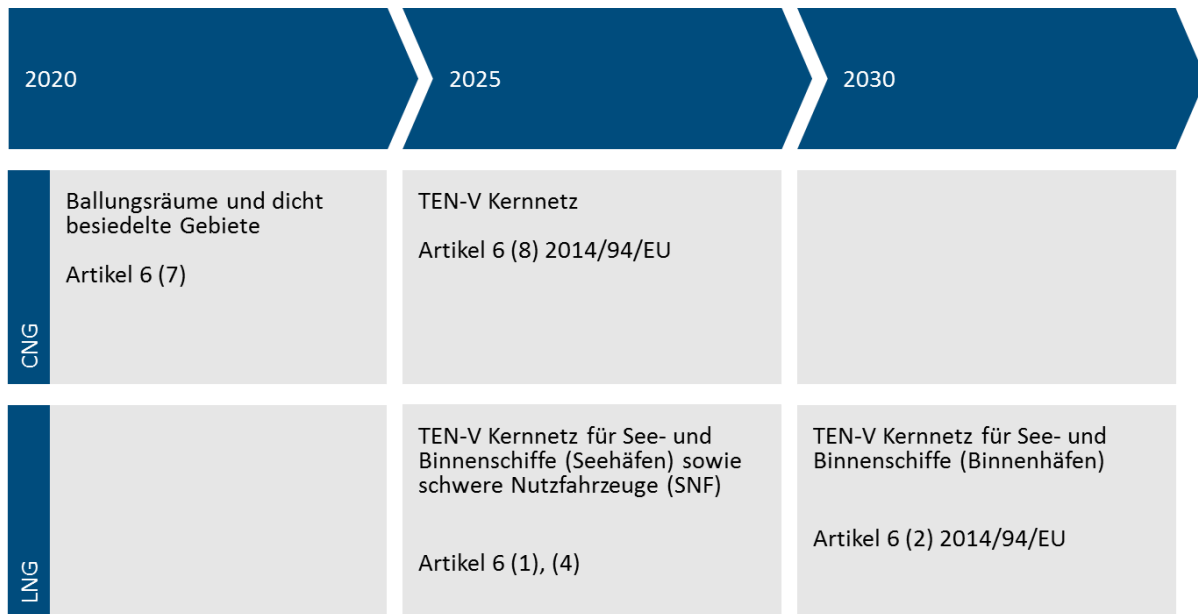 2020
2025
2030
CNG
Ballungsräume und dicht
besiedelte Gebiete
Artikel 6 (7)
TEN-V Kernnetz
Artikel 6 (8) 2014/94/EU
LNG
TEN-V Kernnetz für See- und
Binnenschiffe (Seehäfen) sowie
schwere Nutzfahrzeuge (SNF)
Artikel 6 (1), (4)
TEN-V Kernnetz für See- und
Binnenschiffe (Binnenhäfen)
Artikel 6 (2) 2014/94/EU